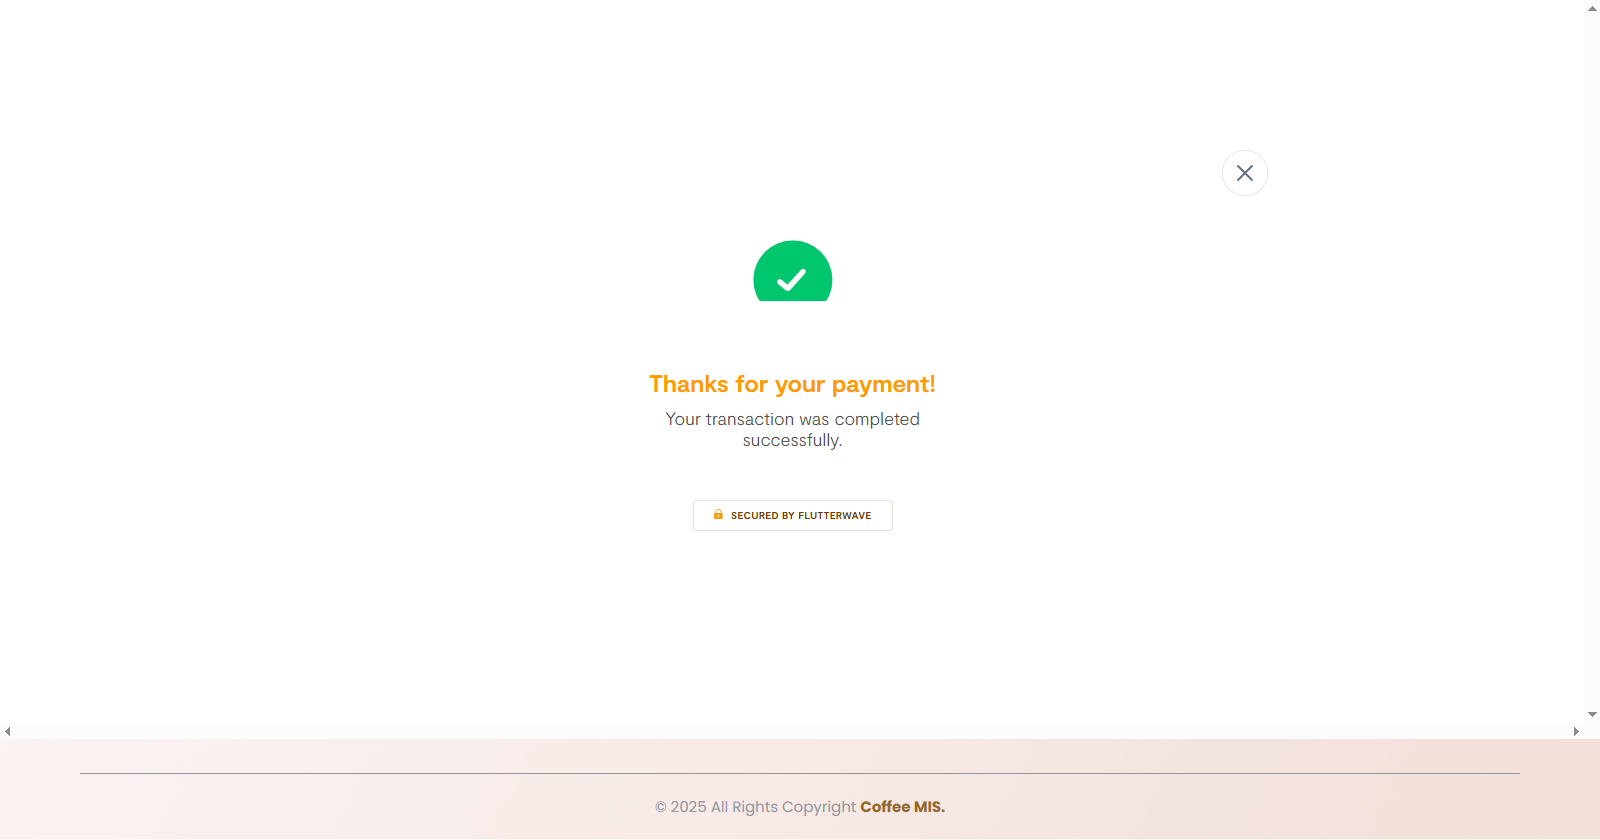 Thanks for your payment!
Your transaction was completed
successfully.
SECURED BY FLUTTERWAVE
© 2025 All Rights Copyright Coffee MIS.